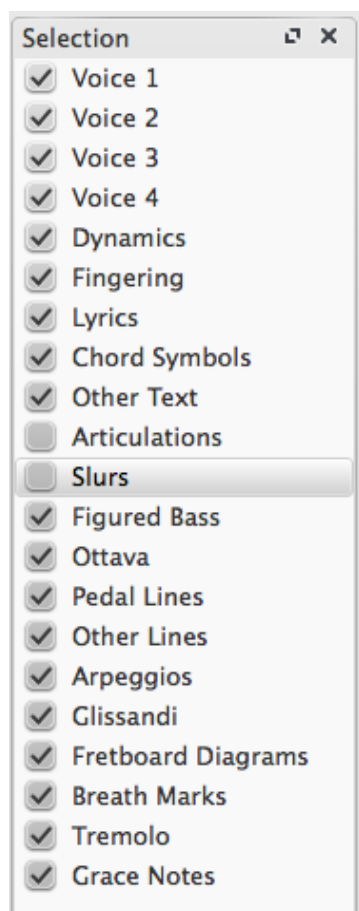 Selection
Voice 1
Voice 2
Voice 3
Voice 4
Dynamics
Fingering
Lyrics
Chord Symbols
Other Text
Articulations
Slurs
Figured Bass
Ottava
Pedal Lines
Other Lines
Arpeggios
Glissandi
Fretboard Diagrams
Breath Marks
Tremolo
Grace Notes